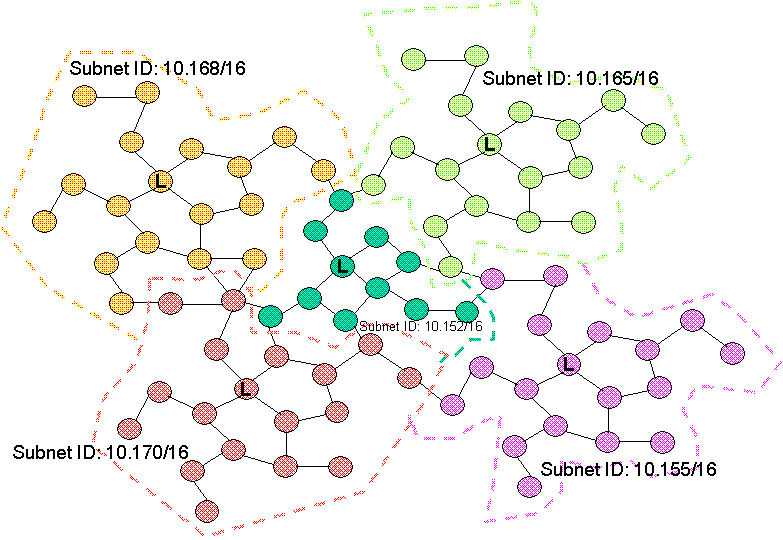 Subnet ID: 10.168/16
Subnet ID: 10.165/16
L
L
L
Subnet ID: 10.152/16
L
L
Subnet ID: 10.170/16
Subnet ID: 10.155/16